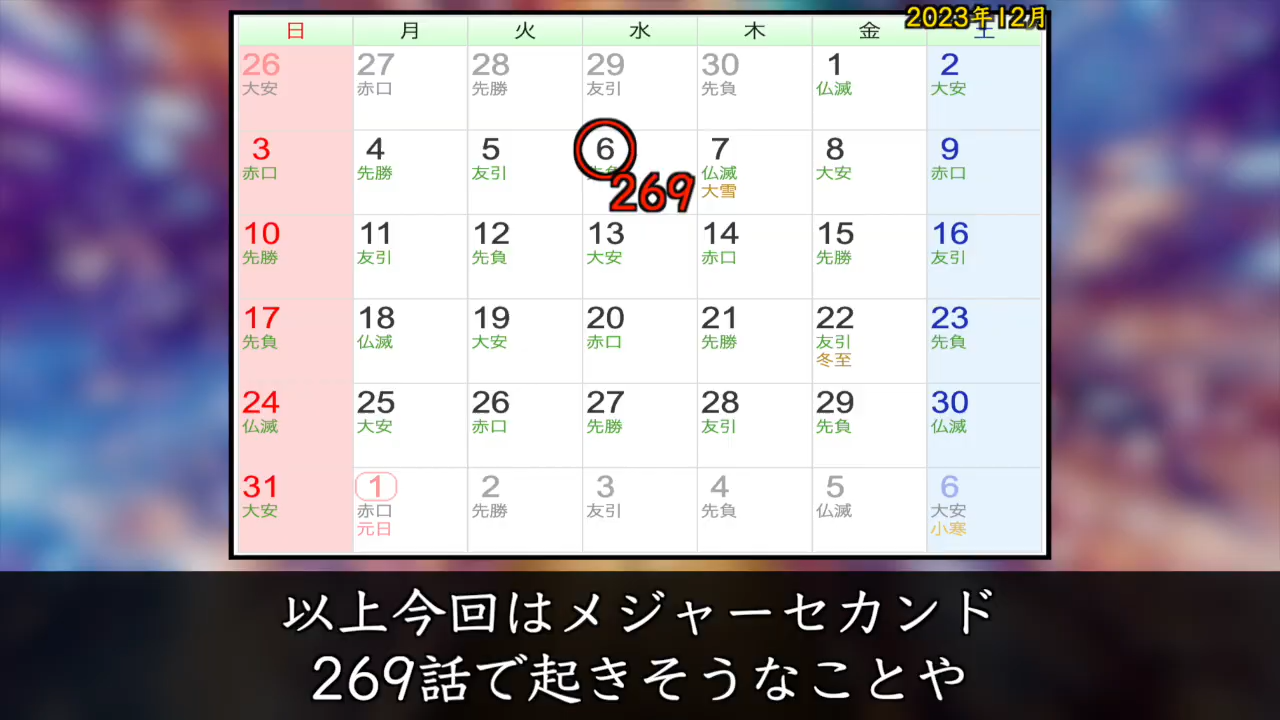 2023年12月
日 月 火 水 木 金 土
26 27 28 29 30 1 2
大安 赤口 先勝 友引 先負 仏滅 大安
3 4 5 6 7 8 9
赤口 先勝 友引 仏滅 大安 赤口
269 大雪
10 11 12 13 14 15 16
先勝 友引 先負 大安 赤口 先勝 友引
17 18 19 20 21 22 23
先負 仏滅 大安 赤口 先勝 友引 先負
冬至
24 25 26 27 28 29 30
仏滅 大安 赤口 先勝 友引 先負 仏滅
31 1 2 3 4 5 6
大安 赤口 先勝 友引 先負 仏滅 大安
元日 小寒
以上今回はメジャーセカンド
269話で起きそうなことや